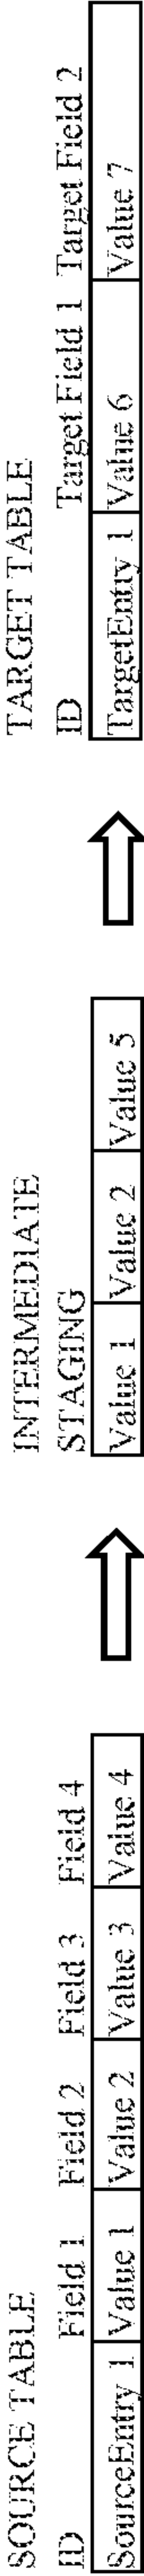 SOURCE TABLE
ID Field 1 Field 2 Field 3 Field 4
SourceEntry 1 Value 1 Value 2 Value 3 Value 4
INTERMEDIATE
STAGING
Value 1 Value 2 Value 5
TARGET TABLE
ID Target Field 1 Target Field 2
TargetEntry 1 Value 6 Value 7